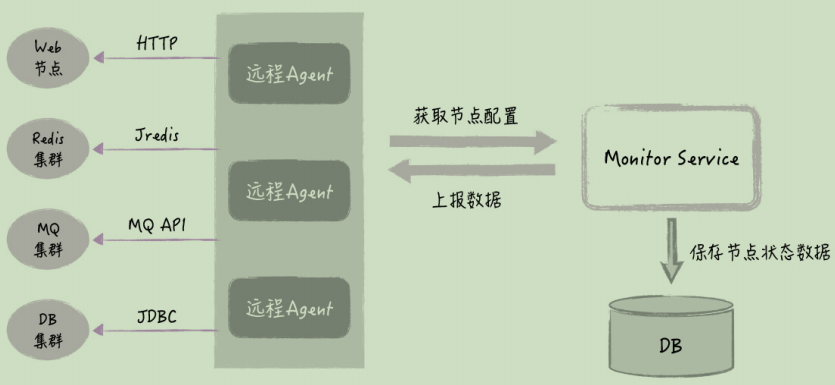 Web
节点
HTTP
远程Agent
Redis
集群
Jredis
远程Agent
MQ
集群
MQ API
远程Agent
DB
集群
JDBC
获取节点配置
上报数据
Monitor Service
保存节点状态数据
DB